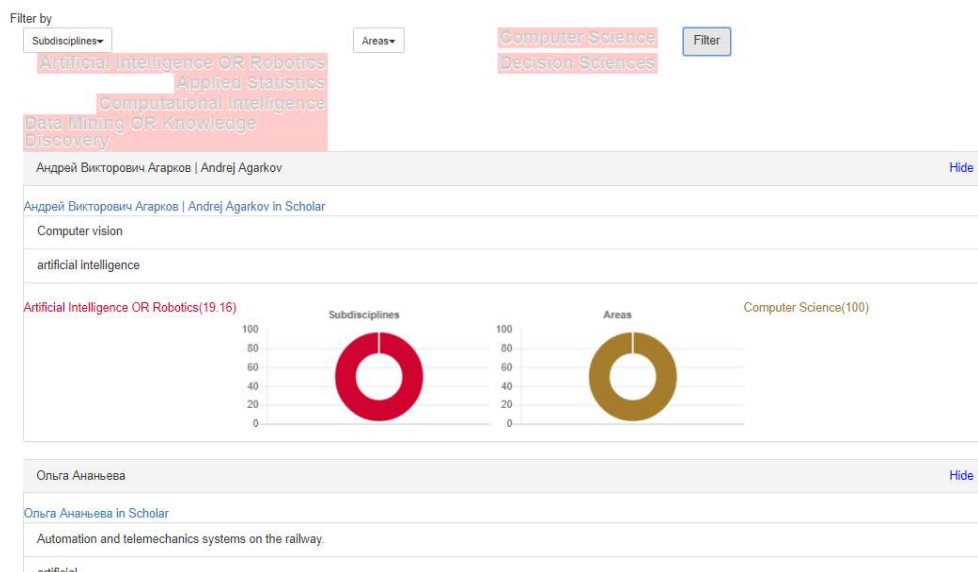 Filter by
Subdisciplines
Areas
Computer Science
Filter
Artificial Intelligence OR Robotics
Decision Sciences
Applied Statistics
Computational Intelligence
Data Mining OR Knowledge
Discovery
Андрей Викторович Агарков | Andrej Agarkov
Hide
Андрей Викторович Агарков | Andrej Agarkov in Scholar
Computer vision
artificial intelligence
Artificial Intelligence OR Robotics(19.16)
Subdisciplines
Areas
Computer Science(100)
100
80
60
40
20
0
100
80
60
40
20
0
Ольга Ананьева
Hide
Ольга Ананьева in Scholar
Automation and telemechanics systems on the railway.
artificial